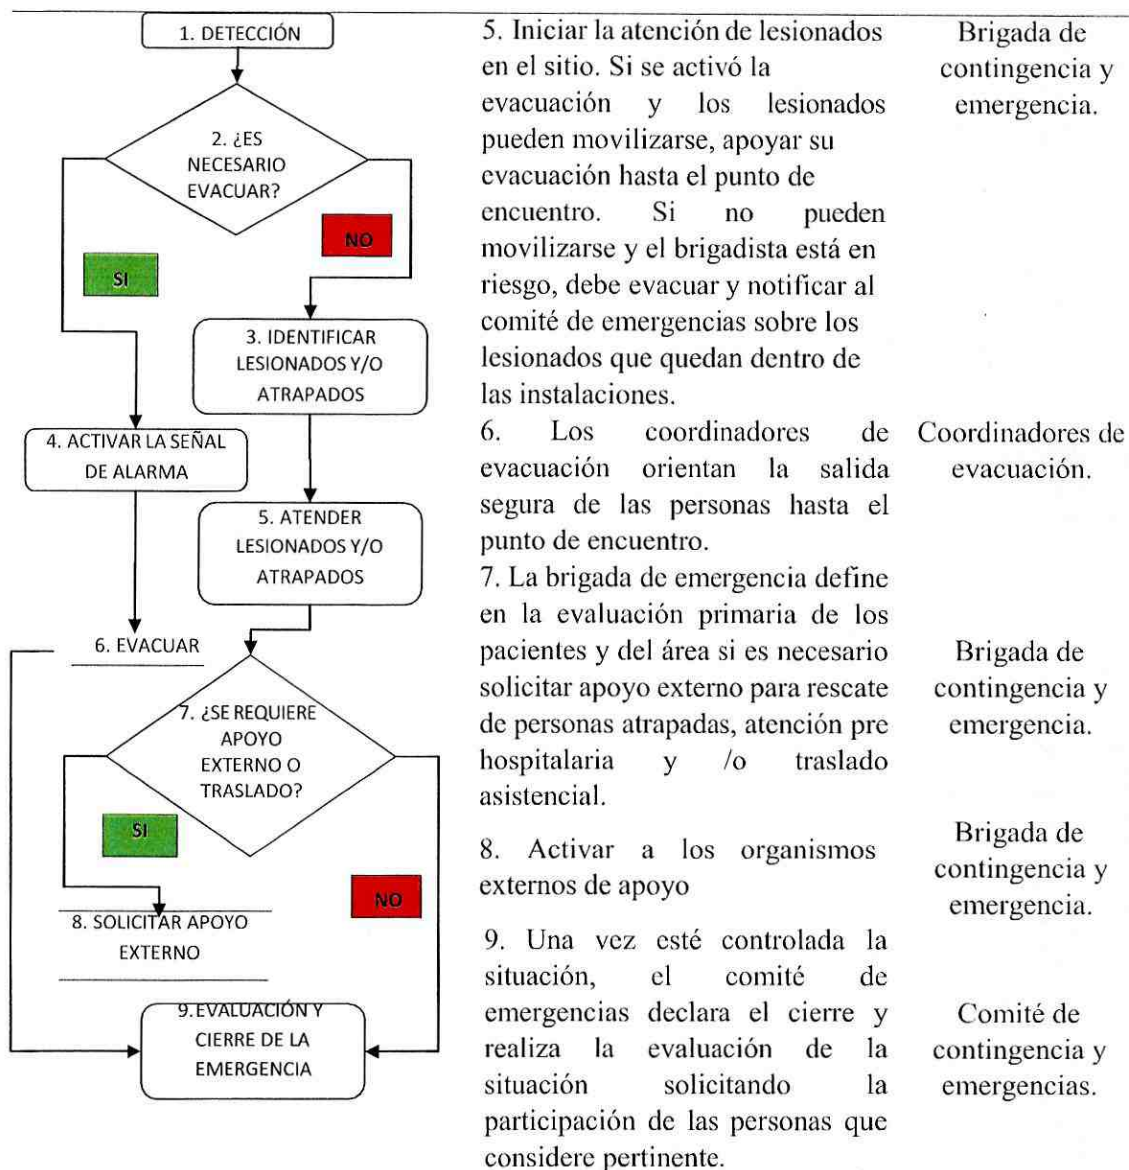 1. DETECCIÓN
2. ¿ES
NECESARIO
EVACUAR?
NO
SI
3. IDENTIFICAR
LESIONADOS Y/O
ATRAPADOS
4. ACTIVAR LA SEÑAL
DE ALARMA
5. ATENDER
LESIONADOS Y/O
ATRAPADOS
6. EVACUAR
7. ¿SE REQUIERE
APOYO
EXTERNO O
TRASLADO?
SI
NO
8. SOLICITAR APOYO
EXTERNO
9.EVALUACIÓN Y
CIERRE DE LA
EMERGENCIA
5. Iniciar la atención de lesionados
en el sitio. Si se activó la
evacuación y los lesionados
pueden movilizarse, apoyar su
evacuación hasta el punto de
encuentro. Si no pueden
movilizarse y el brigadista está en
riesgo, debe evacuar y notificar al
comité de emergencias sobre los
lesionados que quedan dentro de
las instalaciones.
Brigada de
contingencia y
emergencia.
6. Los coordinadores de
evacuación orientan la salida
segura de las personas hasta el
punto de encuentro.
Coordinadores de
evacuación.
7. La brigada de emergencia define
en la evaluación primaria de los
pacientes y del área si es necesario
solicitar apoyo externo para rescate
de personas atrapadas, atención pre
hospitalaria y /o traslado
asistencial.
Brigada de
contingencia y
emergencia.
8. Activar a los organismos
externos de apoyo
Brigada de
contingencia y
emergencia.
9. Una vez esté controlada la
situación, el comité de
emergencias declara el cierre y
realiza la evaluación de la
situación solicitando la
participación de las personas que
considere pertinente.
Comité de
contingencia y
emergencias.